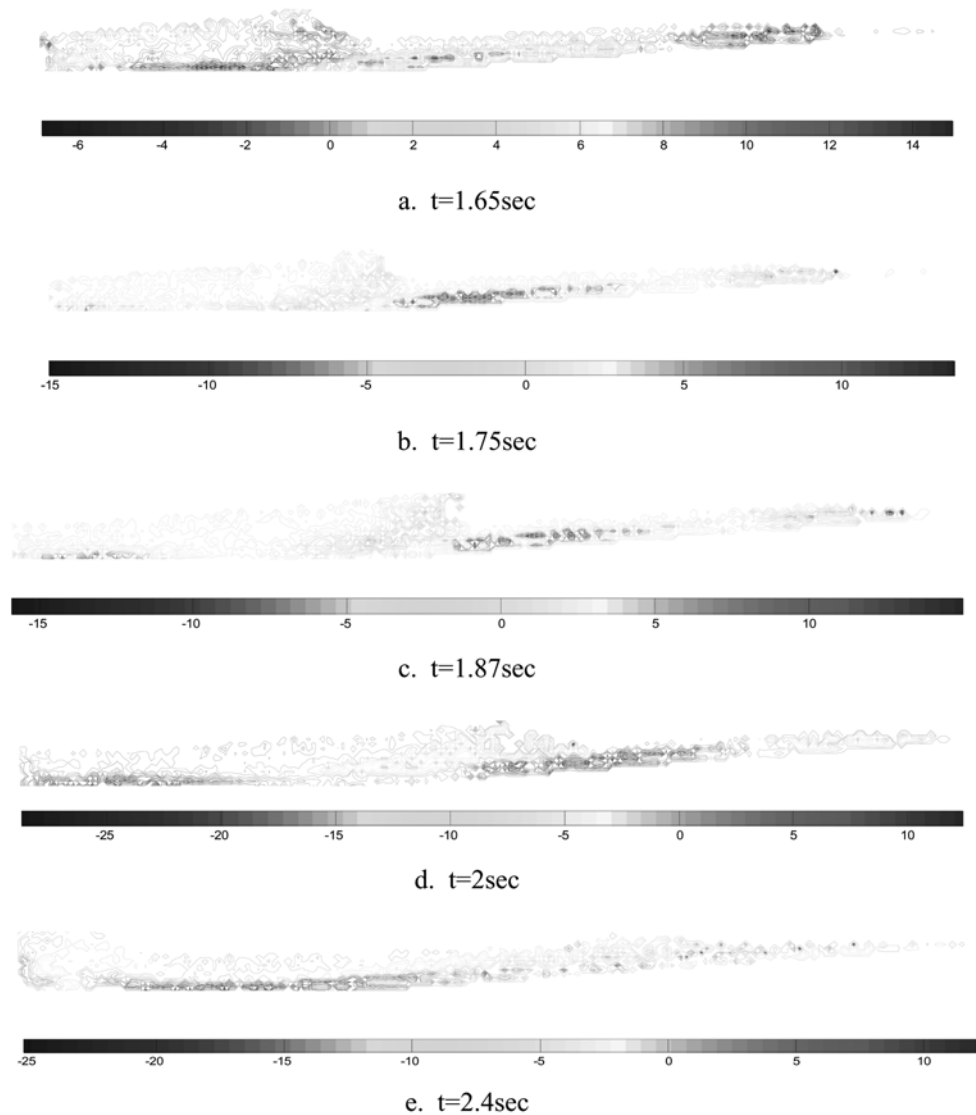 -6 -4 -2 0 2 4 6 8 10 12 14
a. t=1.65sec
-15 -10 -5 0 5 10
b. t=1.75sec
-15 -10 -5 0 5 10
c. t=1.87sec
-25 -20 -15 -10 -5 0 5 10
d. t=2sec
-25 -20 -15 -10 -5 0 5 10
e. t=2.4sec